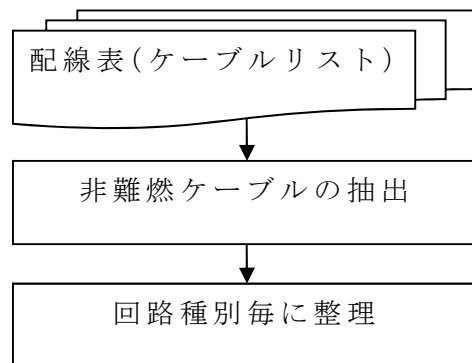 配線表(ケーブルリスト)
非難燃ケーブルの抽出
回路種別毎に整理